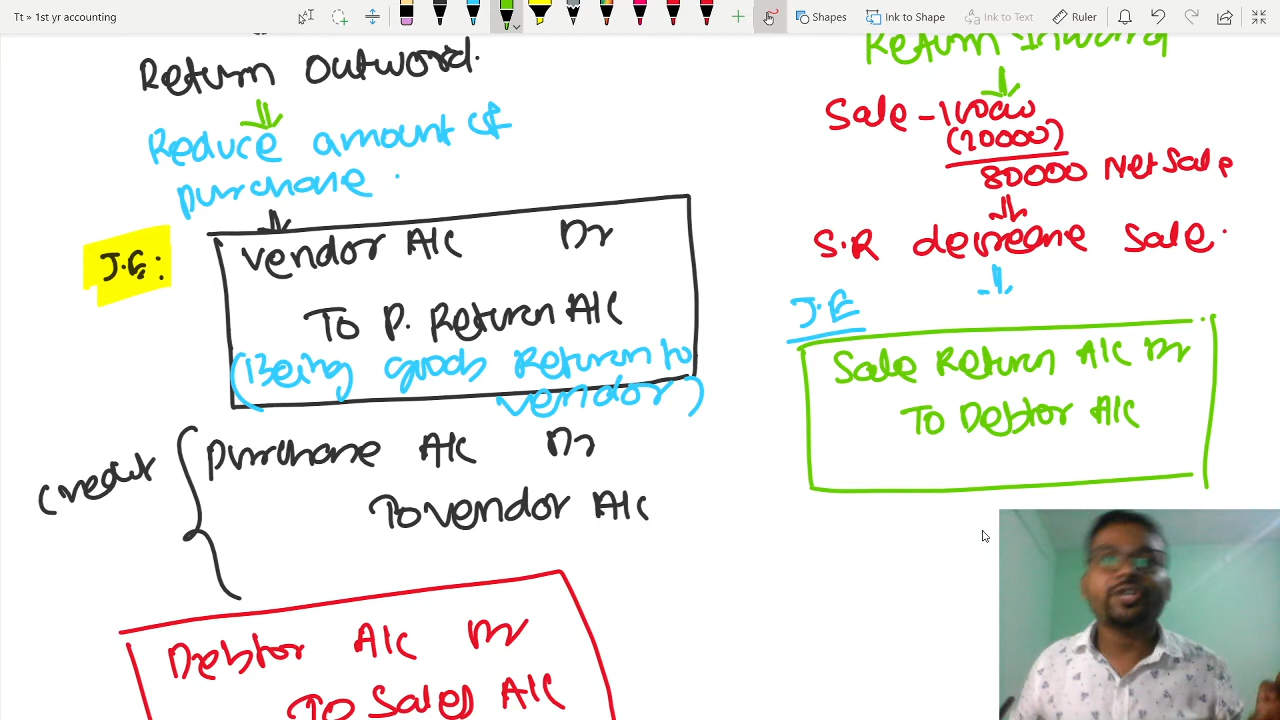 Tt » 1st yr accounting
Shapes
Ink to Shape
Ink to Text
Ruler
Return outword.
Reduce amount of
purchase.
J.E:
Vendor A/C Dr
To P. Return A/C
(Being goods Return to
vendor)
Credit
purchase A/C Dr
To vendor A/C
Debtor A/C Dr
To Sales A/C
Return Inward
Sale -
(20000)
80000 Net Sale
S.R decrease Sale.
J.E
Sale Return A/C Dr
To Debtor A/C